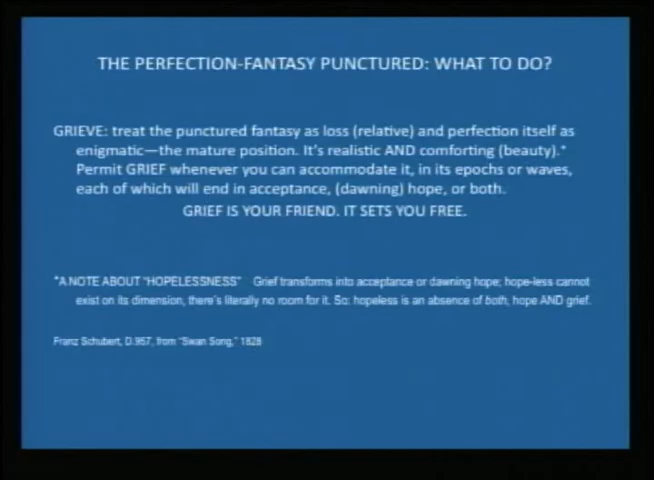 THE PERFECTION-FANTASY PUNCTURED: WHAT TO DO?
GRIEVE: treat the punctured fantasy as loss (relative) and perfection itself as
enigmatic—the mature position. It's realistic AND comforting (beauty).*
Permit GRIEF whenever you can accommodate it, in its epochs or waves,
each of which will end in acceptance, (dawning) hope, or both.
GRIEF IS YOUR FRIEND. IT SETS YOU FREE.
*A NOTE ABOUT "HOPELESSNESS" Grief transforms into acceptance or dawning hope; hope-less cannot
exist on its dimension, there's literally no room for it. So: hopeless is an absence of both, hope AND grief.
Franz Schubert, D.957, from "Swan Song," 1828